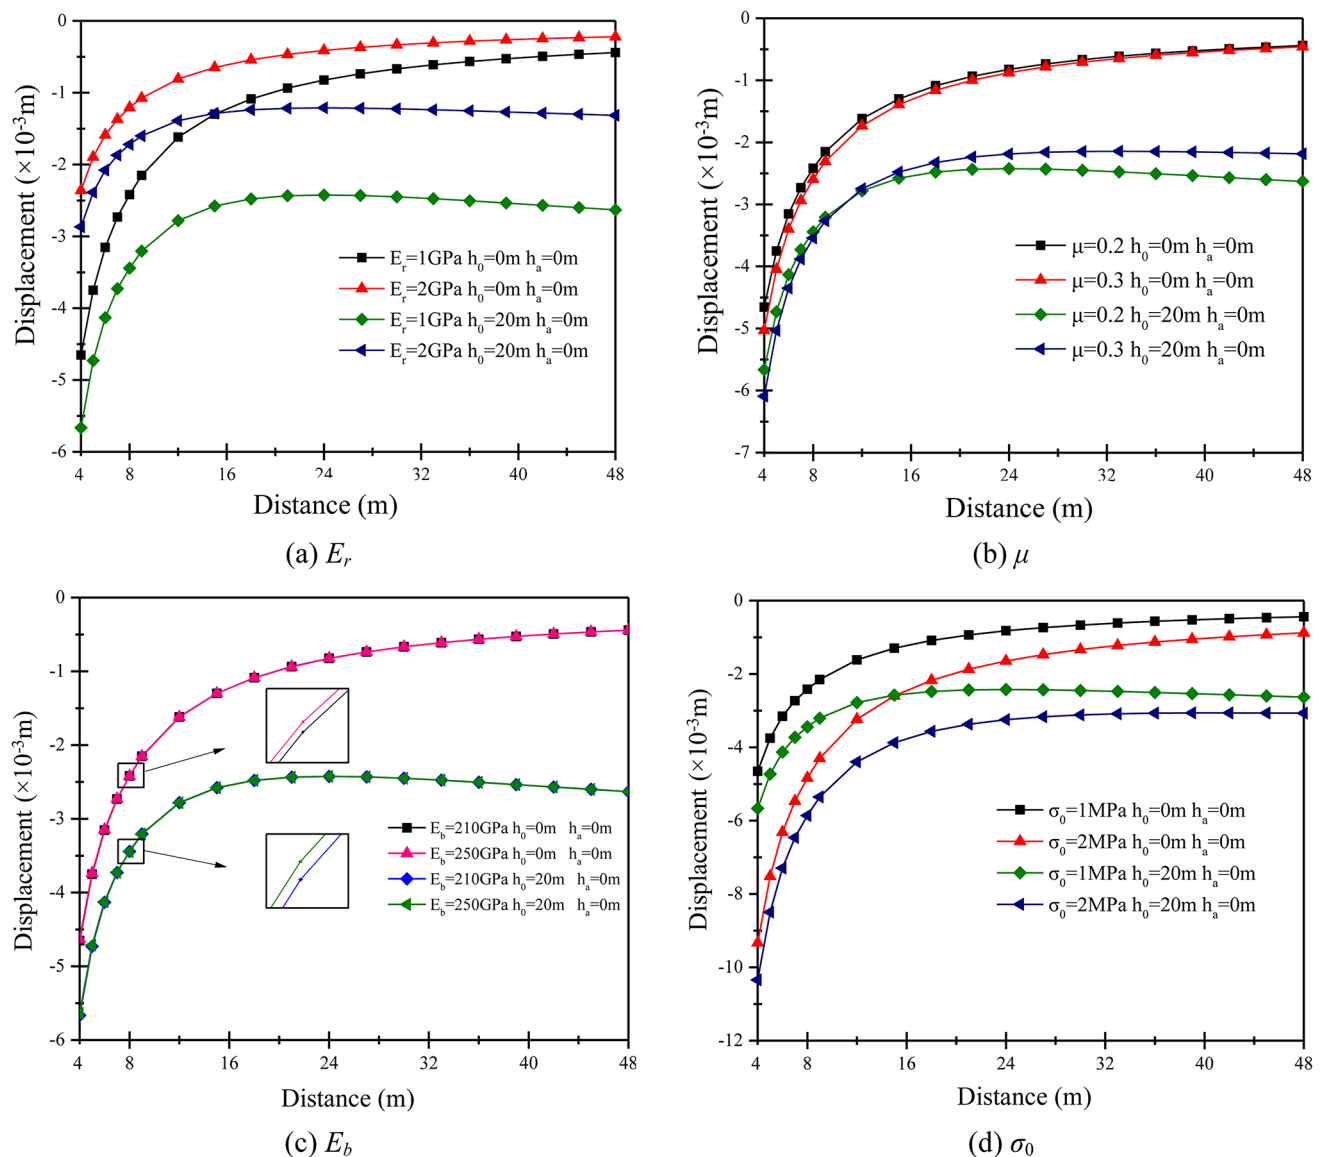 0
-1
-2
-3
-4
-5
-6
4 8 16 24 32 40 48
Displacement (×10⁻³m)
Distance (m)
E_r=1GPa h_0=0m h_a=0m
E_r=2GPa h_0=0m h_a=0m
E_r=1GPa h_0=20m h_a=0m
E_r=2GPa h_0=20m h_a=0m
(a) E_r
0
-1
-2
-3
-4
-5
-6
-7
4 8 16 24 32 40 48
Displacement (×10⁻³m)
Distance (m)
μ=0.2 h_0=0m h_a=0m
μ=0.3 h_0=0m h_a=0m
μ=0.2 h_0=20m h_a=0m
μ=0.3 h_0=20m h_a=0m
(b) μ
0
-1
-2
-3
-4
-5
-6
4 8 16 24 32 40 48
Displacement (×10⁻³m)
Distance (m)
E_b=210GPa h_0=0m h_a=0m
E_b=250GPa h_0=0m h_a=0m
E_b=210GPa h_0=20m h_a=0m
E_b=250GPa h_0=20m h_a=0m
(c) E_b
0
-2
-4
-6
-8
-10
-12
4 8 16 24 32 40 48
Displacement (×10⁻³m)
Distance (m)
σ_0=1MPa h_0=0m h_a=0m
σ_0=2MPa h_0=0m h_a=0m
σ_0=1MPa h_0=20m h_a=0m
σ_0=2MPa h_0=20m h_a=0m
(d) σ_0